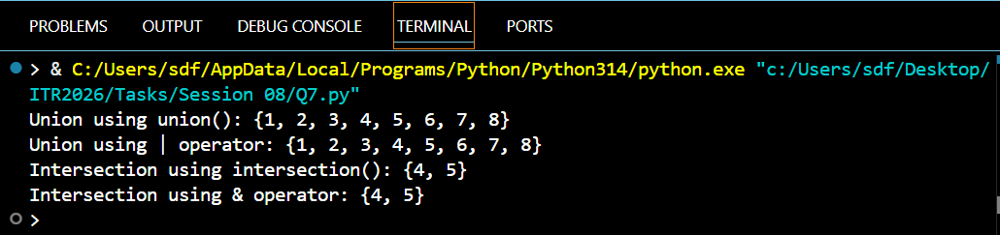 PROBLEMS OUTPUT DEBUG CONSOLE TERMINAL PORTS
> & C:/Users/sdf/AppData/Local/Programs/Python/Python314/python.exe "c:/Users/sdf/Desktop/
ITR2026/Tasks/Session 08/Q7.py"
Union using union(): {1, 2, 3, 4, 5, 6, 7, 8}
Union using | operator: {1, 2, 3, 4, 5, 6, 7, 8}
Intersection using intersection(): {4, 5}
Intersection using & operator: {4, 5}
>